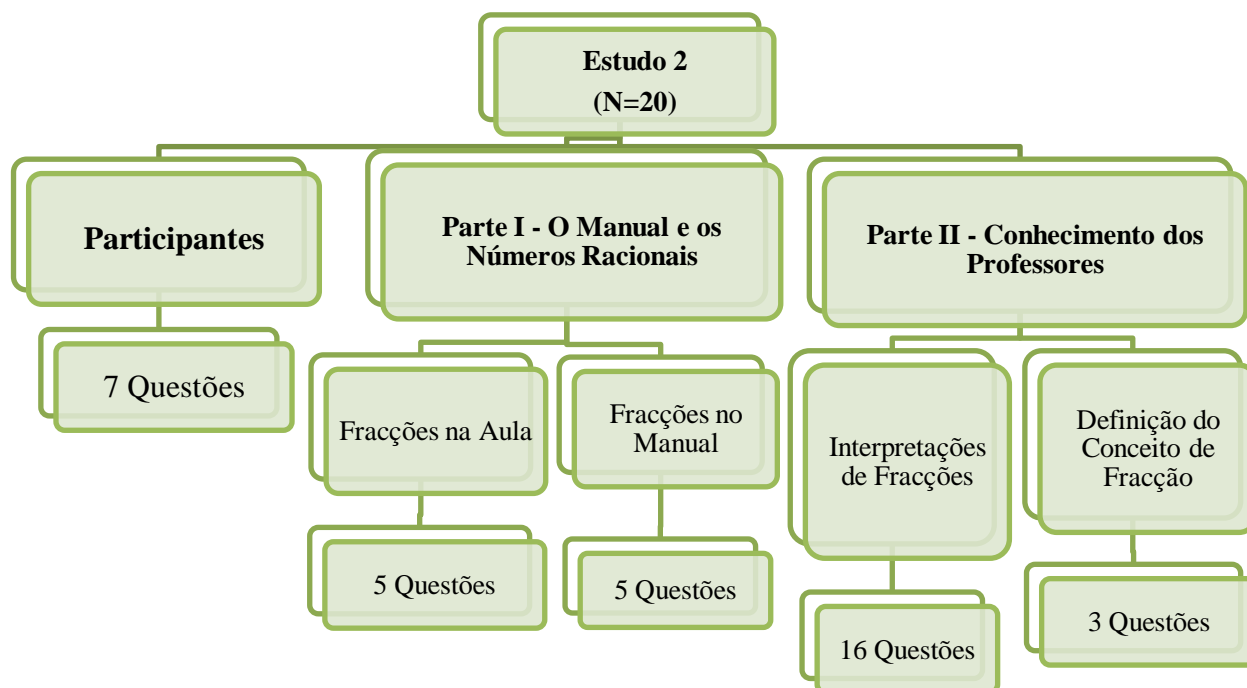 Estudo 2
(N=20)
Participantes
7 Questões
Parte I - O Manual e os
Números Racionais
Fracções na Aula
5 Questões
Fracções no
Manual
5 Questões
Parte II - Conhecimento dos
Professores
Interpretações
de Fracções
16 Questões
Definição do
Conceito de
Fracção
3 Questões